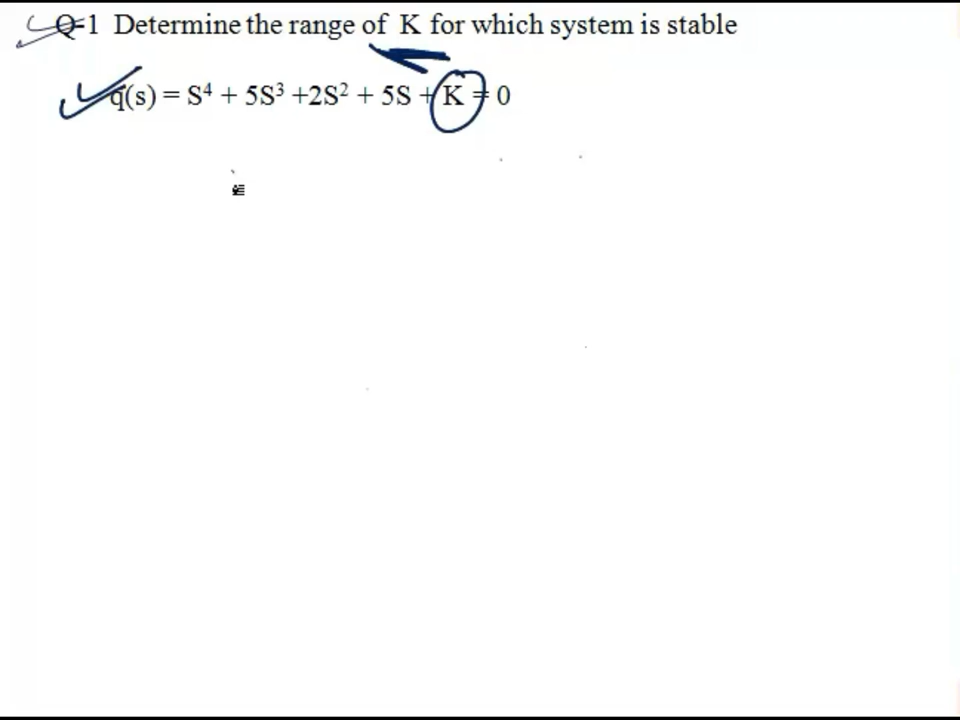 Q-1 Determine the range of K for which system is stable
q(s) = S⁴ + 5S³ +2S² + 5S + K = 0